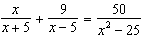 x/(x + 5) + 9/(x − 5) = 50/(x² − 25)